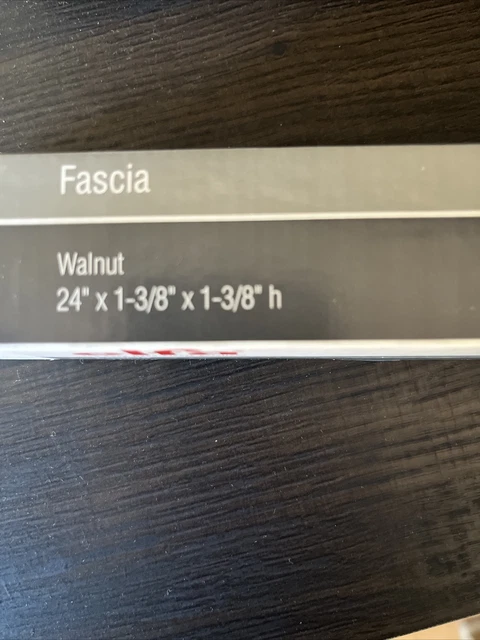 Fascia
Walnut
24" x 1-3/8" x 1-3/8" h